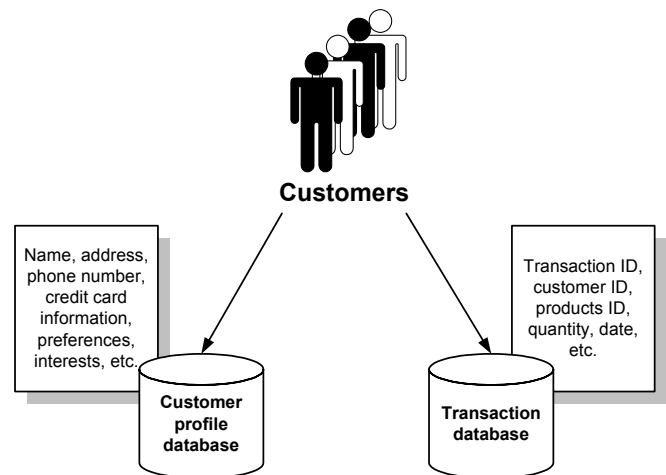 Customers
Name, address,
phone number,
credit card
information,
preferences,
interests, etc.
Transaction ID,
customer ID,
products ID,
quantity, date,
etc.
Customer
profile
database
Transaction
database